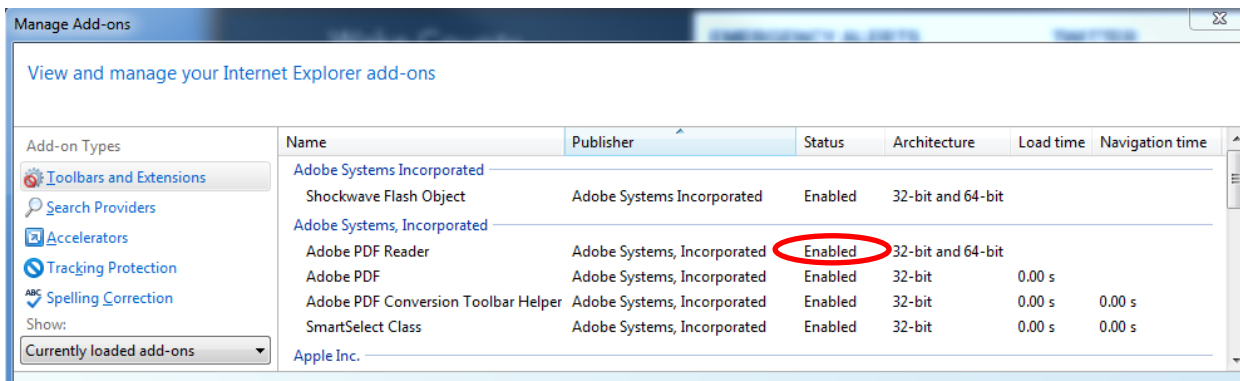 Manage Add-ons
EMERGENCY ALERTS TWITTER
View and manage your Internet Explorer add-ons
Add-on Types
Toolbars and Extensions
Search Providers
Accelerators
Tracking Protection
ABC Spelling Correction
Show:
Currently loaded add-ons
Name Publisher Status Architecture Load time Navigation time
Adobe Systems Incorporated
Shockwave Flash Object Adobe Systems Incorporated Enabled 32-bit and 64-bit
Adobe Systems, Incorporated
Adobe PDF Reader Adobe Systems, Incorporated Enabled 32-bit and 64-bit
Adobe PDF Adobe Systems, Incorporated Enabled 32-bit 0.00 s
Adobe PDF Conversion Toolbar Helper Adobe Systems, Incorporated Enabled 32-bit 0.00 s 0.00 s
SmartSelect Class Adobe Systems, Incorporated Enabled 32-bit 0.00 s 0.00 s
Apple Inc.